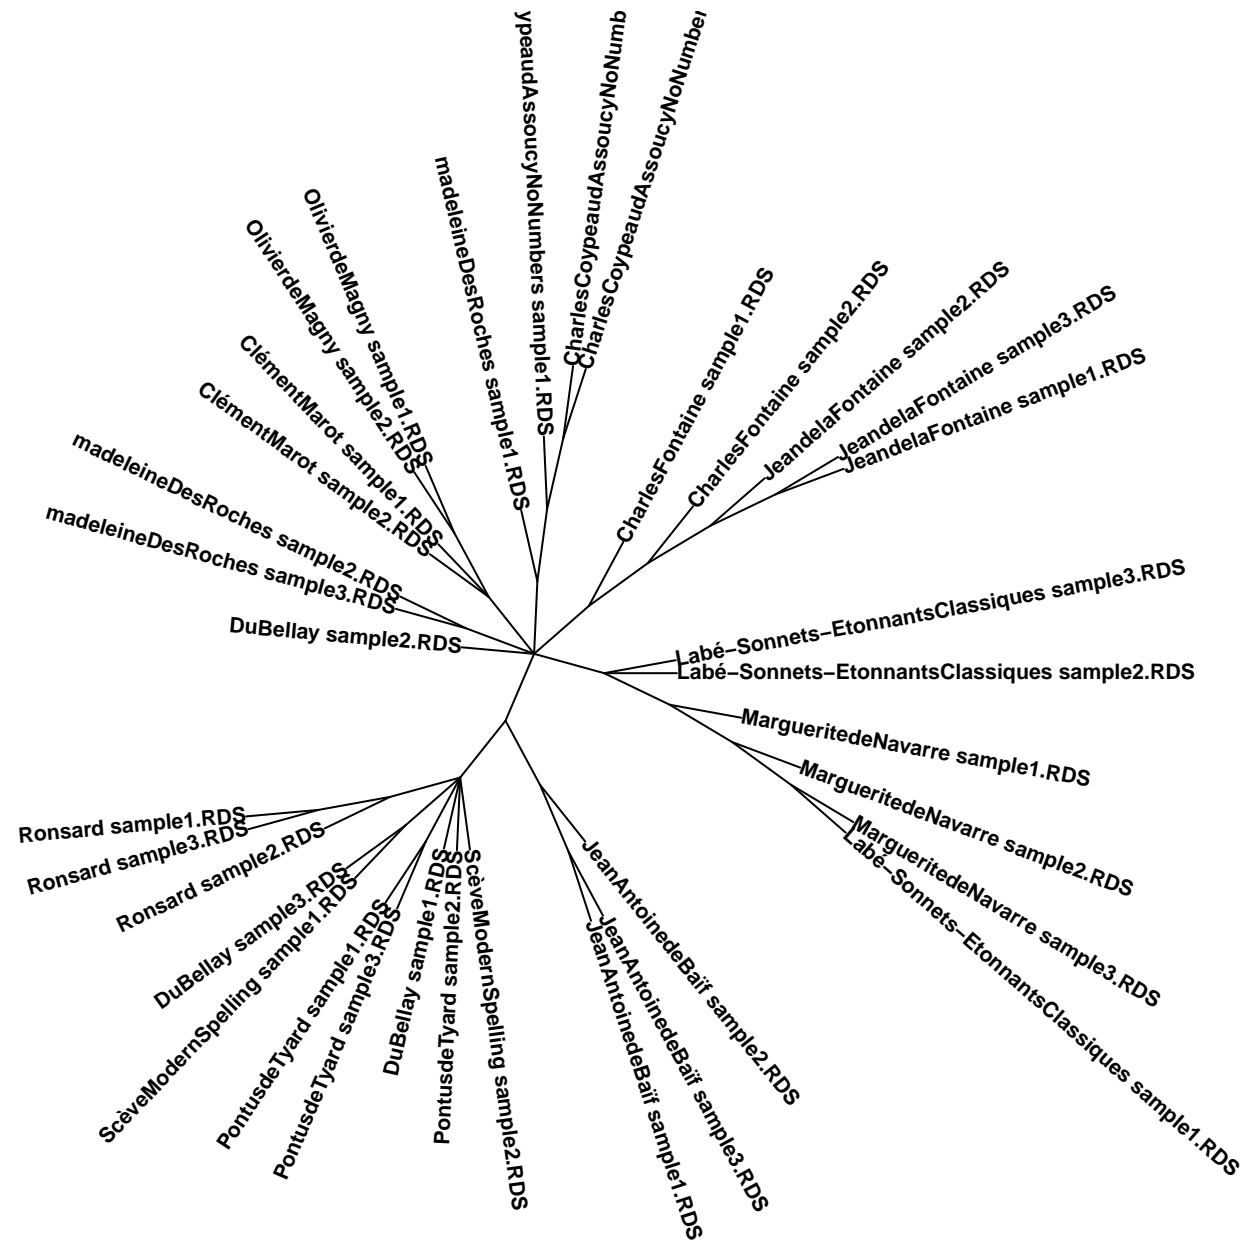 ypeaudAssoucyNoNumbers sample1.RDS
CharlesCoypeaudAssoucyNoNumb
CharlesCoypeaudAssoucyNoNumber
madeleineDesRoches sample1.RDS
OlivierdeMagny sample1.RDS
OlivierdeMagny sample2.RDS
ClémentMarot sample1.RDS
ClémentMarot sample2.RDS
madeleineDesRoches sample2.RDS
madeleineDesRoches sample3.RDS
DuBellay sample2.RDS
CharlesFontaine sample1.RDS
CharlesFontaine sample2.RDS
JeandelaFontaine sample2.RDS
JeandelaFontaine sample3.RDS
JeandelaFontaine sample1.RDS
Labé–Sonnets–EtonnantsClassiques sample3.RDS
Labé–Sonnets–EtonnantsClassiques sample2.RDS
MargueritedeNavarre sample1.RDS
MargueritedeNavarre sample2.RDS
MargueritedeNavarre sample3.RDS
Labé–Sonnets–EtonnantsClassiques sample1.RDS
Ronsard sample1.RDS
Ronsard sample3.RDS
Ronsard sample2.RDS
DuBellay sample3.RDS
ScèveModernSpelling sample1.RDS
PontusdeTyard sample1.RDS
PontusdeTyard sample3.RDS
DuBellay sample1.RDS
PontusdeTyard sample2.RDS
ScèveModernSpelling sample2.RDS
JeanAntoinedeBaïf sample1.RDS
JeanAntoinedeBaïf sample3.RDS
JeanAntoinedeBaïf sample2.RDS